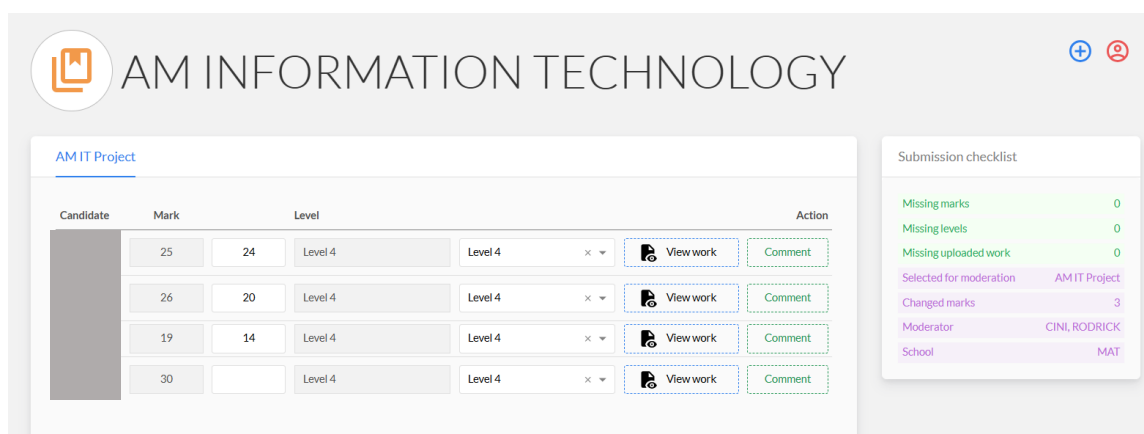 AM INFORMATION TECHNOLOGY
AM IT Project
Candidate Mark Level Action
25 24 Level 4 Level 4 × View work Comment
26 20 Level 4 Level 4 × View work Comment
19 14 Level 4 Level 4 × View work Comment
30 Level 4 Level 4 × View work Comment
Submission checklist
Missing marks 0
Missing levels 0
Missing uploaded work 0
Selected for moderation AM IT Project
Changed marks 3
Moderator CINI, RODRICK
School MAT